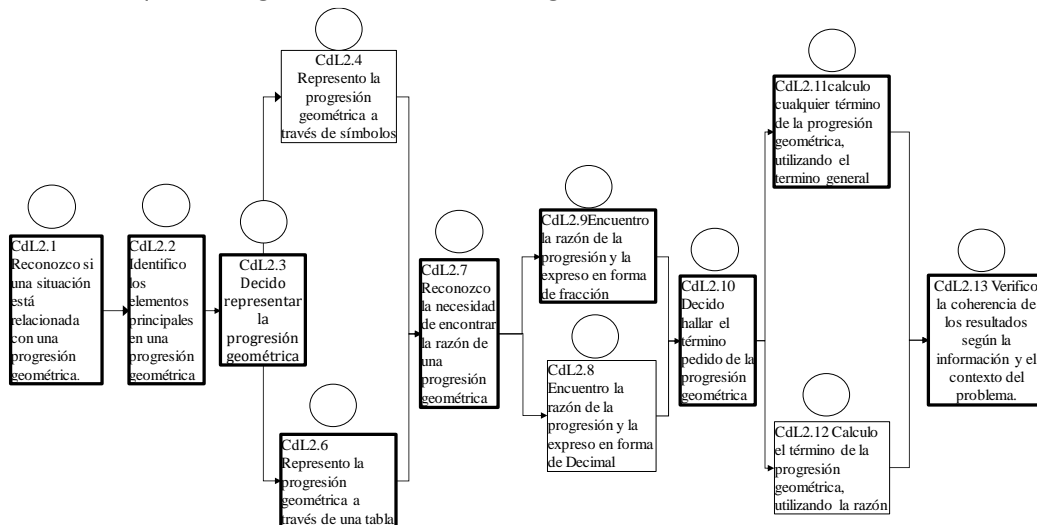 CdL2.1
Reconozco si
una situación
está
relacionada
con una
progresión
geométrica.
CdL2.2
Identifico
los
elementos
principales
en una
progresión
geométrica
CdL2.3
Decido
representar
la
progresión
geométrica
CdL2.4
Represento la
progresión
geométrica a
través de símbolos
CdL2.6
Represento la
progresión
geométrica a
través de una tabla
CdL2.7
Reconozco
la necesidad
de encontrar
la razón de
una
progresión
geométrica
CdL2.9Encuentro
la razón de la
progresión y la
expreso en forma
de fracción
CdL2.8
Encuentro la
razón de la
progresión y la
expreso en forma
de Decimal
CdL2.10
Decido
hallar el
término
pedido de la
progresión
geométrica
CdL2.11calculo
cualquier término
de la progresión
geométrica,
utilizando el
termino general
CdL2.12 Calculo
el término de la
progresión
geométrica,
utilizando la razón
CdL2.13 Verifico
la coherencia de
los resultados
según la
información y el
contexto del
problema.